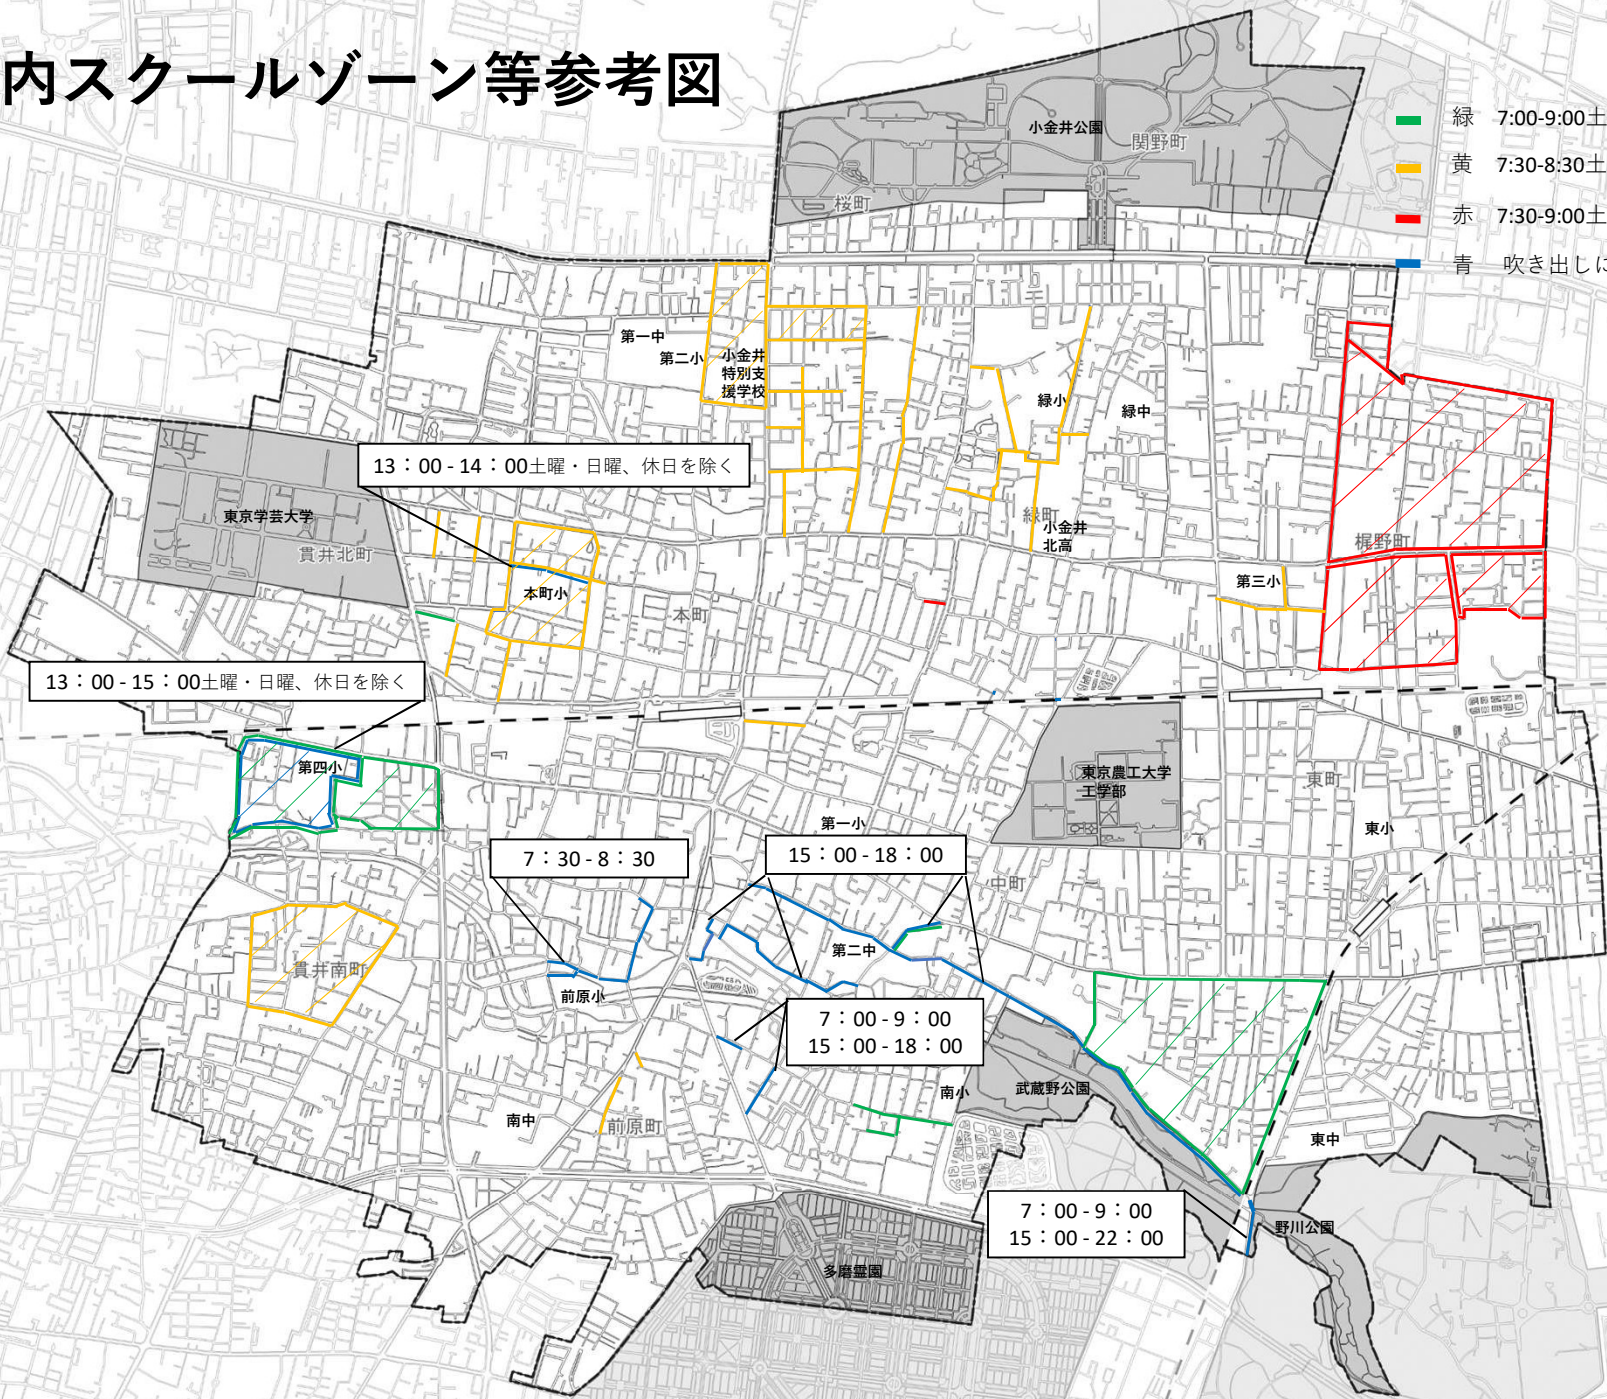 内スクールゾーン等参考図
緑 7:00-9:00土
黄 7:30-8:30土
赤 7:30-9:00土
青 吹き出しに
小金井公園
関野町
桜町
第一中
第二小
小金井
特別支
援学校
緑小
緑中
13：00-14：00土曜・日曜、休日を除く
東京学芸大学
貫井北町
緑町
小金井
北高
梶野町
第三小
本町小
本町
13：00-15：00土曜・日曜、休日を除く
第四小
東京農工大学
工学部
東町
東小
第一小
7：30-8：30
15：00-18：00
中町
第二中
貫井南町
前原小
7：00-9：00
15：00-18：00
南小
武蔵野公園
南中
前原町
東中
7：00-9：00
15：00-22：00
野川公園
多磨霊園